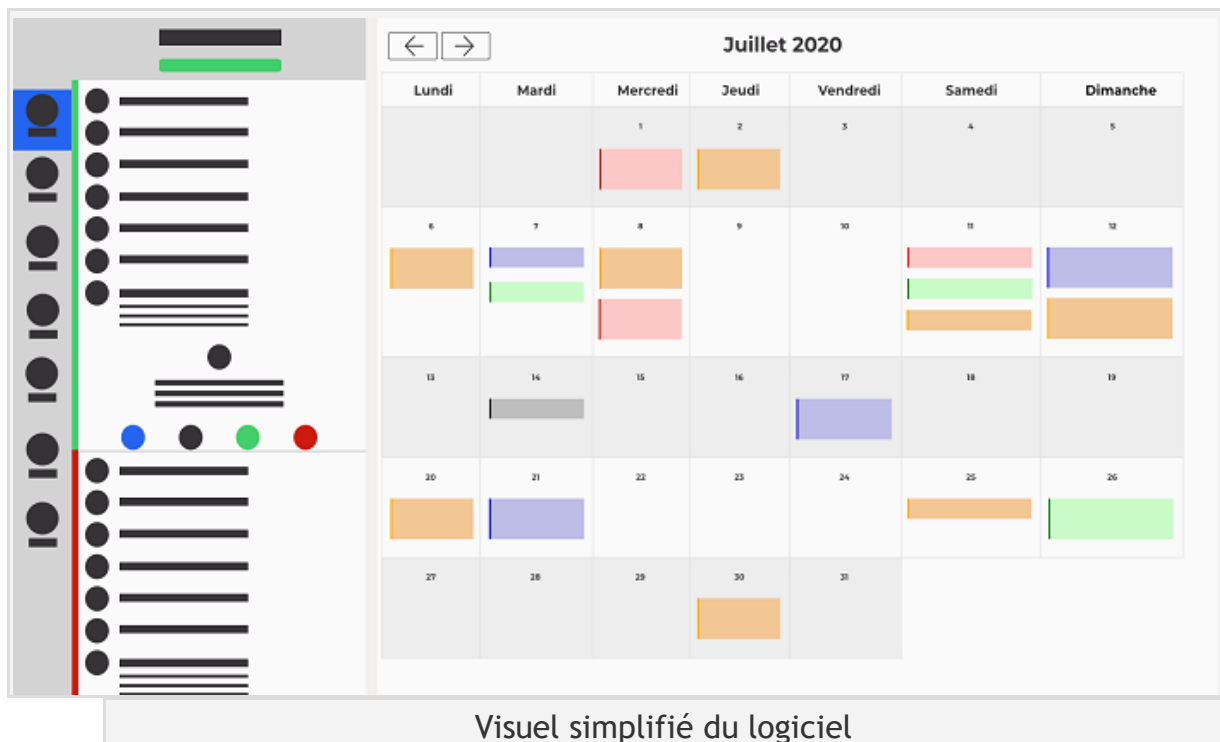 Juillet 2020
Lundi Mardi Mercredi Jeudi Vendredi Samedi Dimanche
1 2 3 4 5
6 7 8 9 10 11 12
13 14 15 16 17 18 19
20 21 22 23 24 25 26
27 28 29 30 31
Visuel simplifié du logiciel